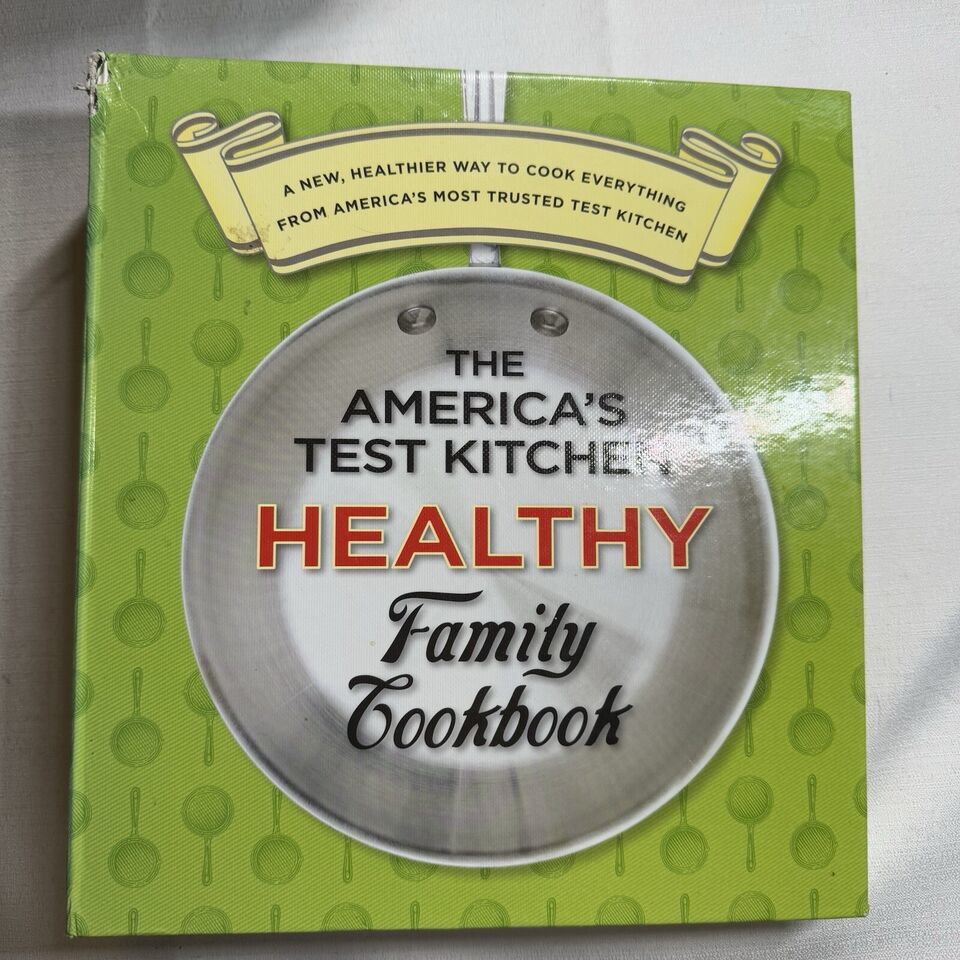 A NEW, HEALTHIER WAY TO COOK EVERYTHING
FROM AMERICA'S MOST TRUSTED TEST KITCHEN
THE
AMERICA'S
TEST KITCHEN
HEALTHY
Family
Cookbook